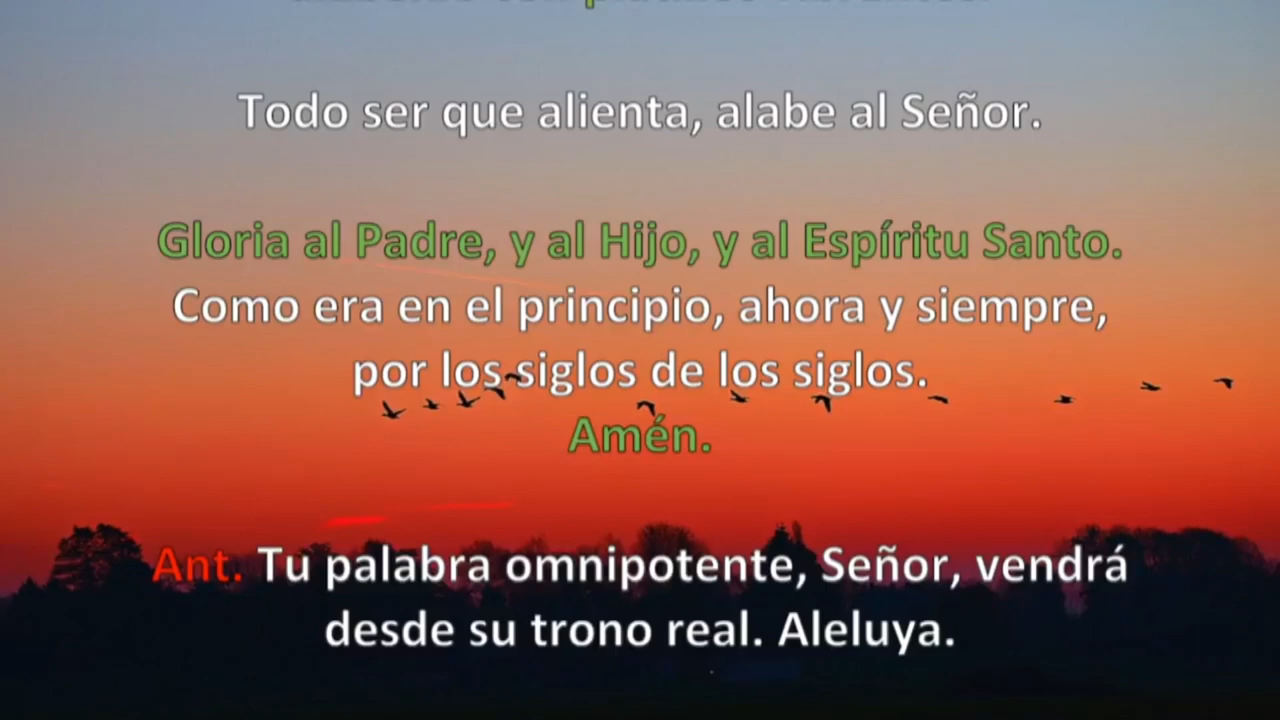 Todo ser que alienta, alabe al Señor.
Gloria al Padre, y al Hijo, y al Espíritu Santo.
Como era en el principio, ahora y siempre,
por los siglos de los siglos.
Amén.
Ant. Tu palabra omnipotente, Señor, vendrá
desde su trono real. Aleluya.